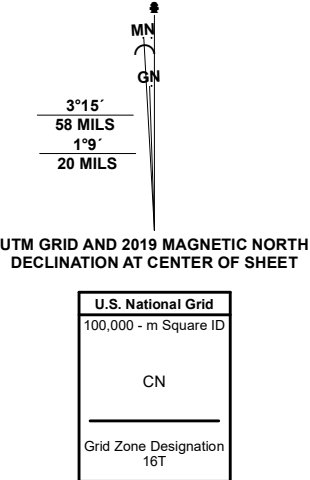 MN
GN
3°15´
58 MILS
1°9´
20 MILS
UTM GRID AND 2019 MAGNETIC NORTH
DECLINATION AT CENTER OF SHEET
U.S. National Grid
100,000 - m Square ID
CN
Grid Zone Designation
16T